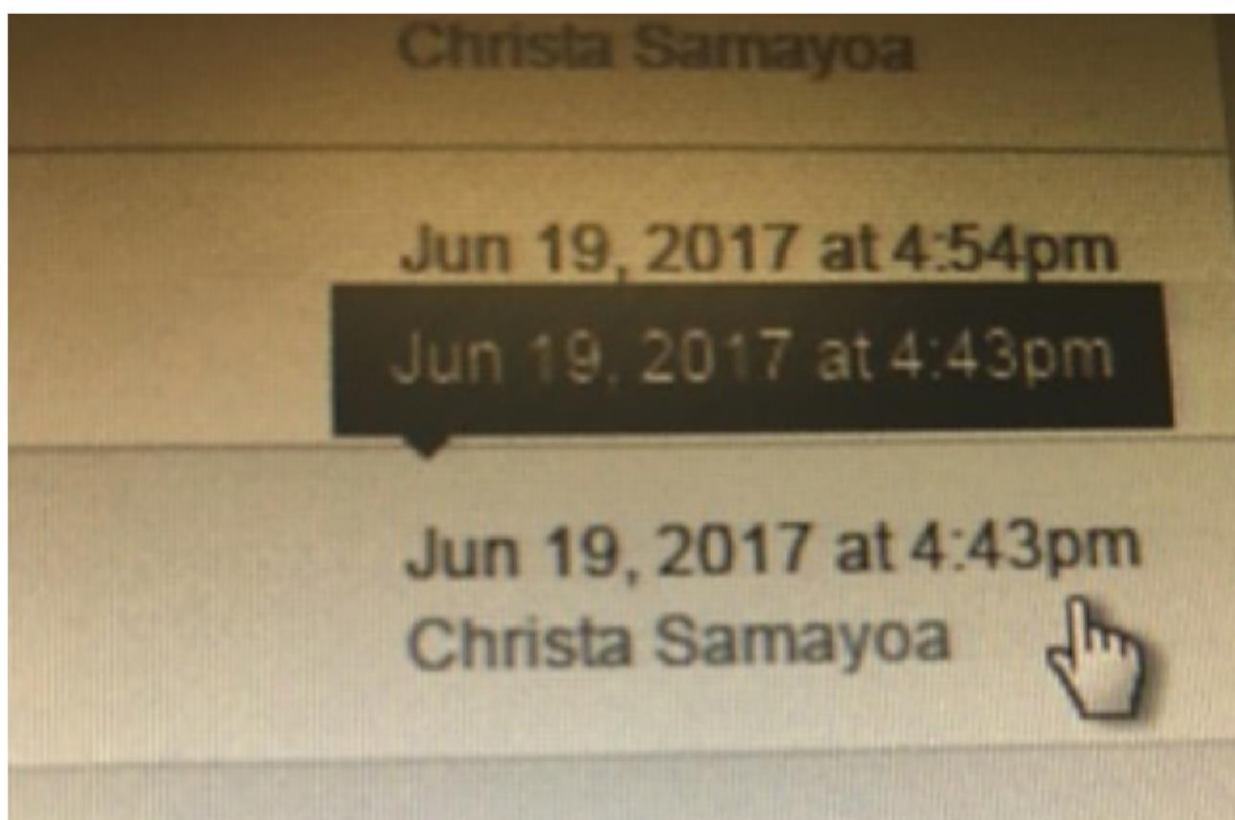 Christa Samayoa
Jun 19, 2017 at 4:54pm
Jun 19, 2017 at 4:43pm
Jun 19, 2017 at 4:43pm
Christa Samayoa